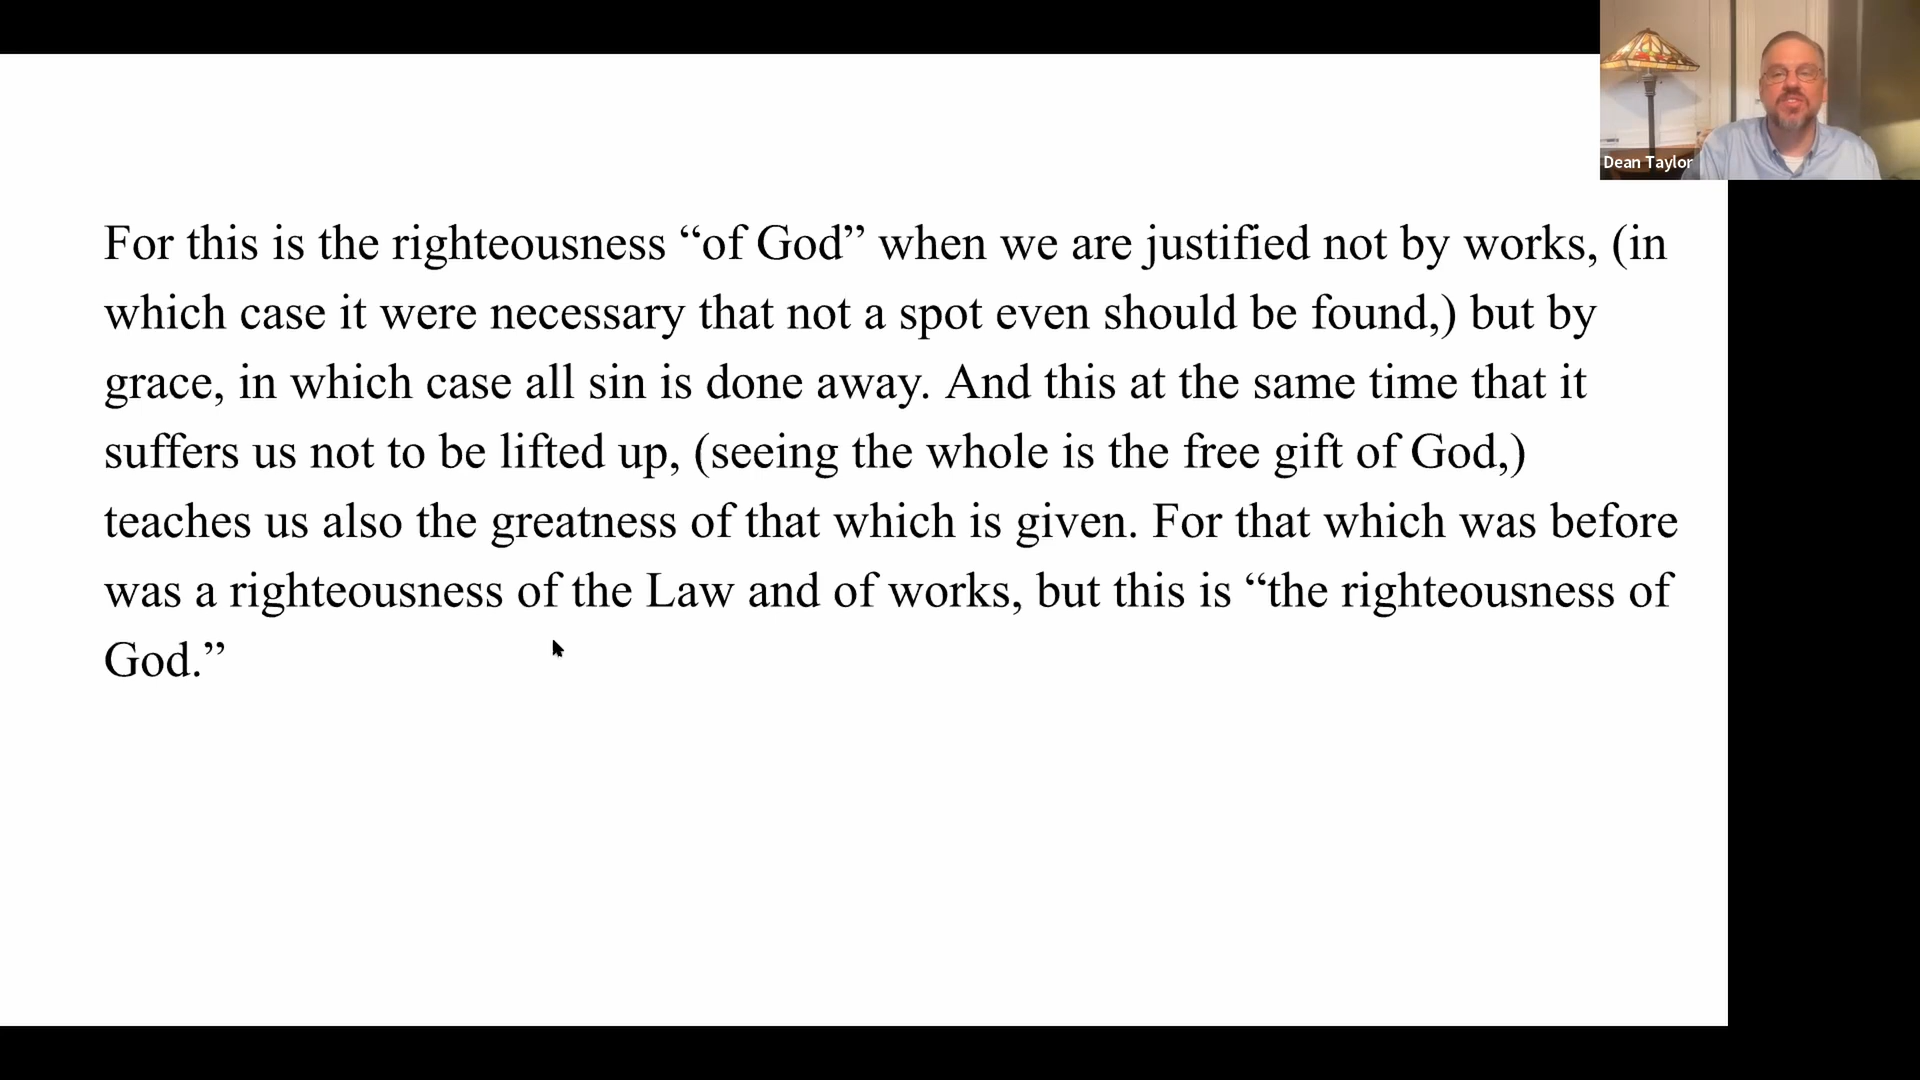 Dean Taylor
For this is the righteousness “of God” when we are justified not by works, (in
which case it were necessary that not a spot even should be found,) but by
grace, in which case all sin is done away. And this at the same time that it
suffers us not to be lifted up, (seeing the whole is the free gift of God,)
teaches us also the greatness of that which is given. For that which was before
was a righteousness of the Law and of works, but this is “the righteousness of
God.”